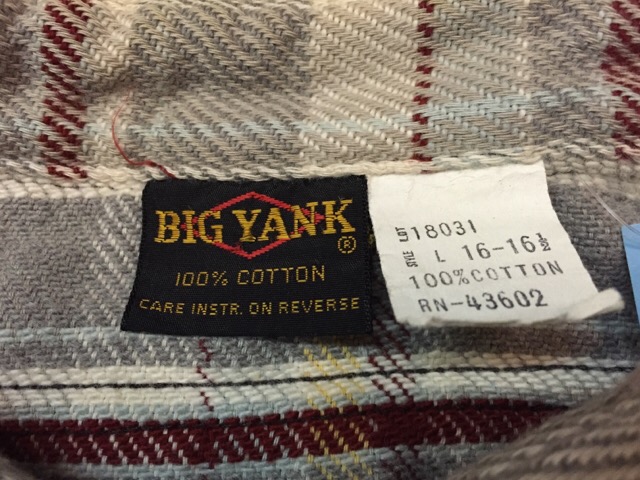 BIG YANK ®
100% COTTON
CARE INSTR. ON REVERSE
LOT 18031
STYLE L 16-16½
100% COTTON
RN-43602